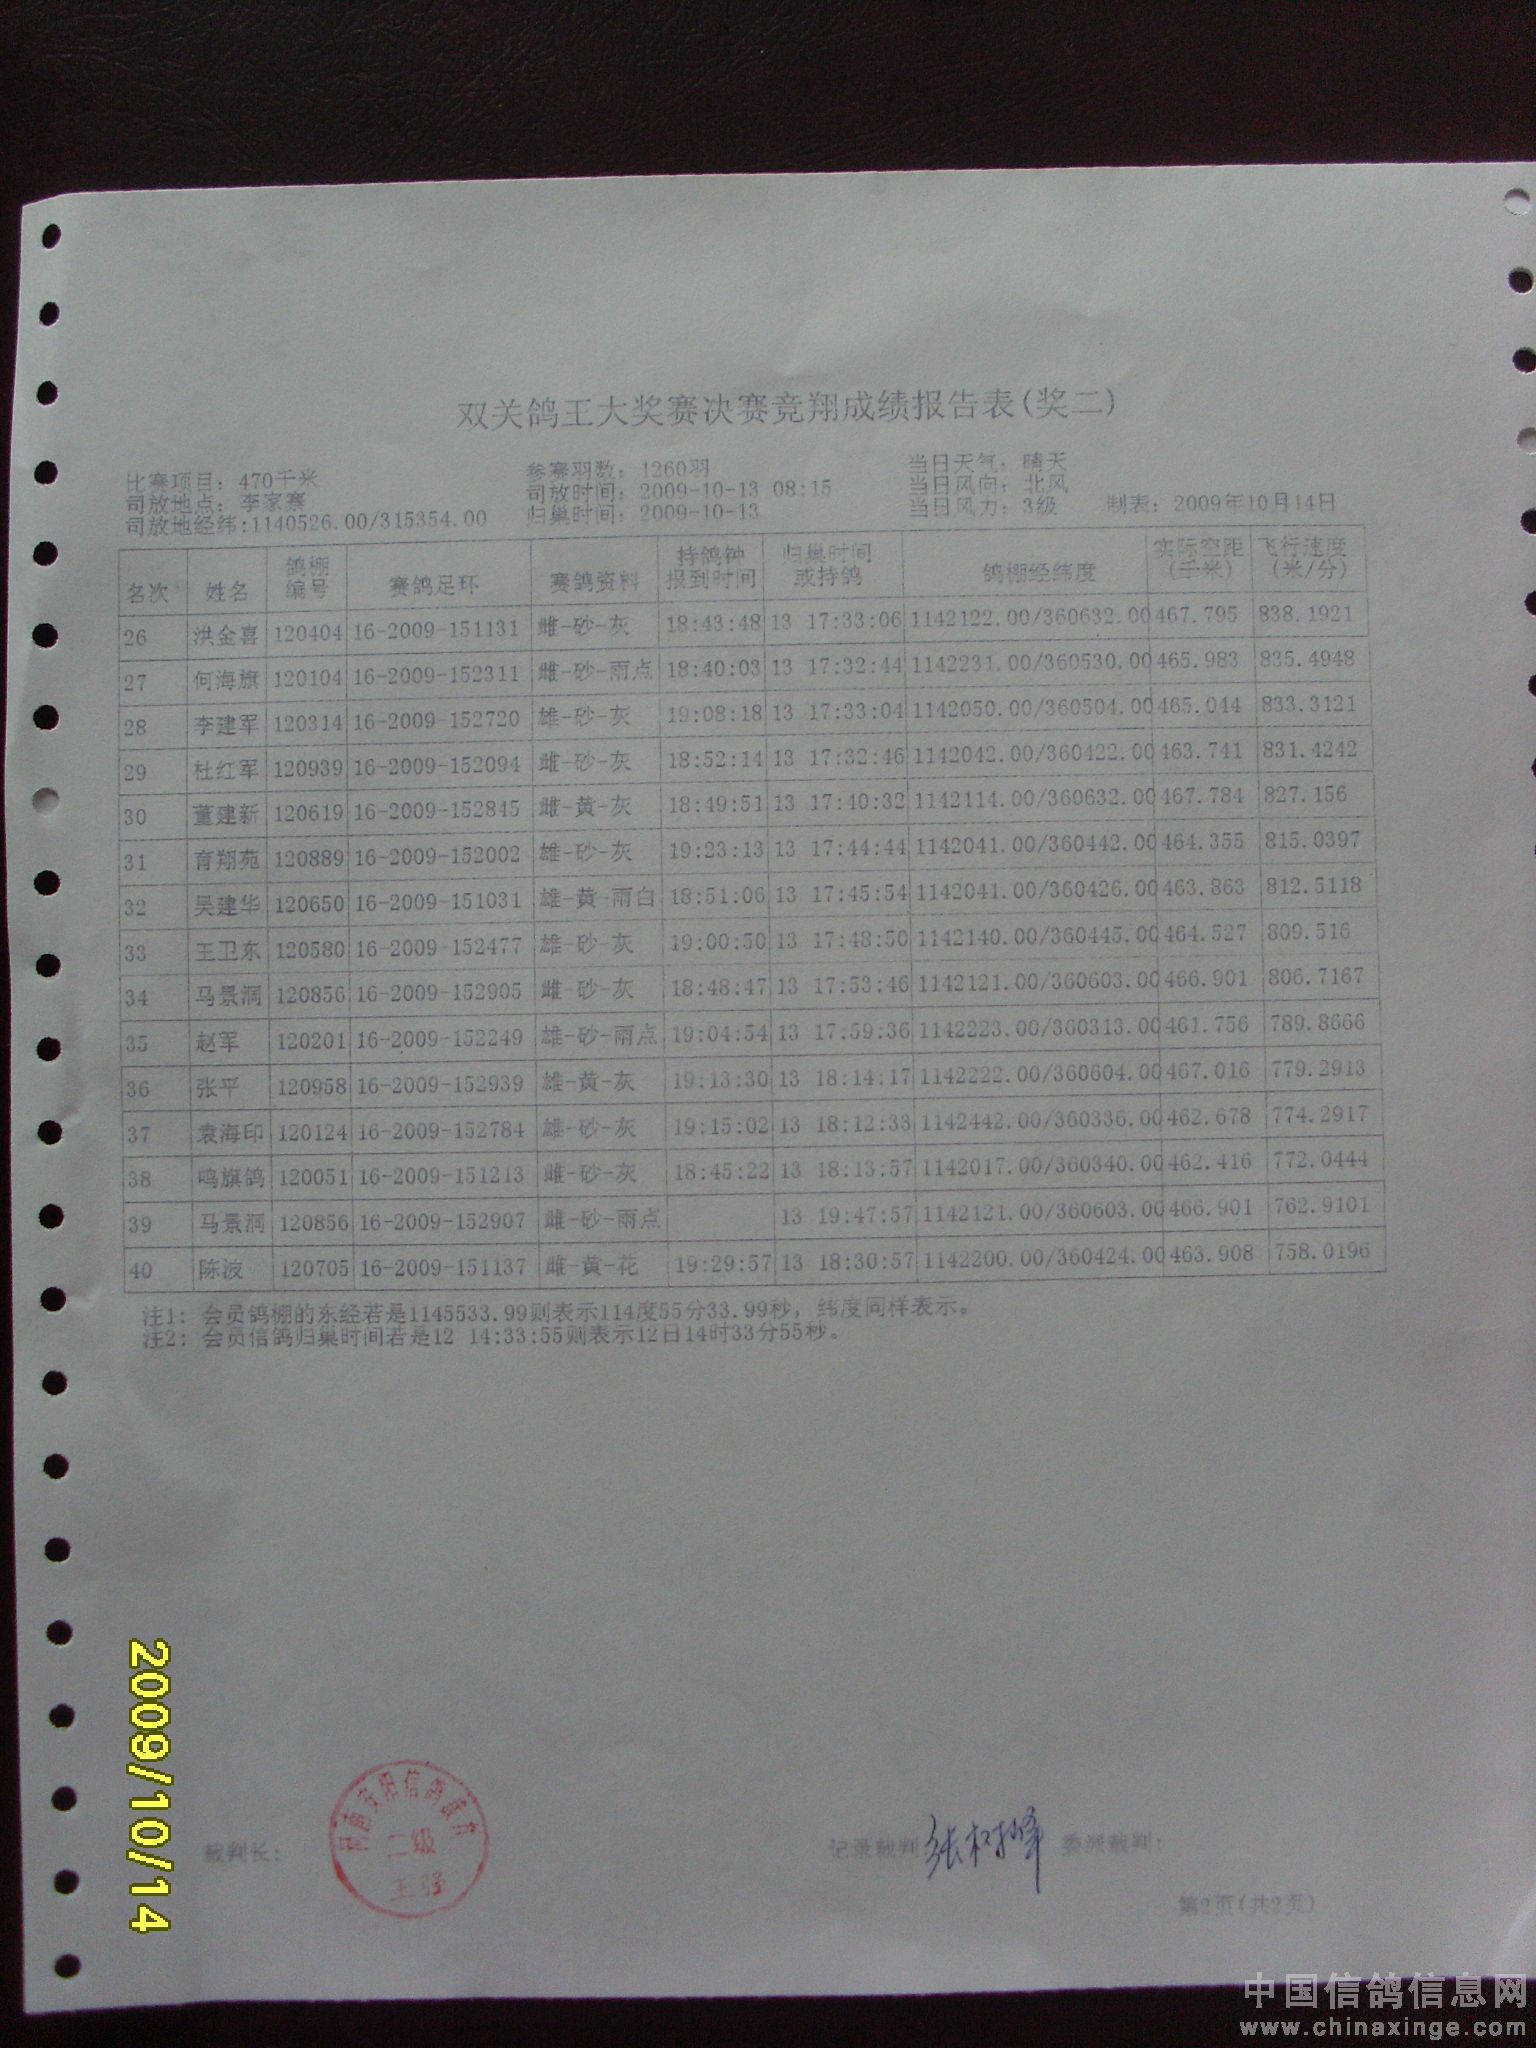 双关鸽王大奖赛决赛竞翔成绩报告表(奖二)
比赛项目: 470千米 参赛羽数: 1260羽 当日天气: 晴天
司放地点: 李家寨 司放时间: 2009-10-13 08:15 当日风向: 北风
司放地经纬:1140526.00/315354.00 归巢时间: 2009-10-13 当日风力: 3级 制表: 2009年10月14日
名次 姓名 鸽棚编号 赛鸽足环 赛鸽资料 持鸽钟报到时间 归巢时间或持鸽 鸽棚经纬度 实际空距(千米) 飞行速度(米/分)
26 洪金喜 120404 16-2009-151131 雌-砂-灰 18:43:48 13 17:33:06 1142122.00/360632.00 467.795 838.1921
27 何海旗 120104 16-2009-152311 雌-砂-雨点 18:40:03 13 17:32:44 1142231.00/360530.00 465.983 835.4948
28 李建军 120314 16-2009-152720 雄-砂-灰 19:08:18 13 17:33:04 1142050.00/360504.00 465.044 833.3121
29 杜红军 120939 16-2009-152094 雌-砂-灰 18:52:14 13 17:32:46 1142042.00/360422.00 463.741 831.4242
30 董建新 120619 16-2009-152845 雌-黄-灰 18:49:51 13 17:40:32 1142114.00/360632.00 467.784 827.156
31 育翔苑 120889 16-2009-152002 雄-砂-灰 19:23:13 13 17:44:44 1142041.00/360442.00 464.355 815.0397
32 吴建华 120650 16-2009-151031 雄-黄-雨白 18:51:06 13 17:45:54 1142041.00/360426.00 463.863 812.5118
33 王卫东 120580 16-2009-152477 雄-砂-灰 19:00:50 13 17:48:50 1142140.00/360445.00 464.527 809.516
34 马景润 120856 16-2009-152905 雌-砂-灰 18:48:47 13 17:53:46 1142121.00/360603.00 466.901 806.7167
35 赵军 120201 16-2009-152249 雄-砂-雨点 19:04:54 13 17:59:36 1142223.00/360313.00 461.756 789.8666
36 张平 120958 16-2009-152939 雄-黄-灰 19:13:30 13 18:14:17 1142222.00/360604.00 467.016 779.2913
37 袁海印 120124 16-2009-152784 雄-砂-灰 19:15:02 13 18:12:33 1142442.00/360336.00 462.678 774.2917
38 鸣旗鸽 120051 16-2009-151213 雌-砂-灰 18:45:22 13 18:13:57 1142017.00/360340.00 462.416 772.0444
39 马景润 120856 16-2009-152907 雌-砂-雨点 13 19:47:57 1142121.00/360603.00 466.901 762.9101
40 陈波 120705 16-2009-151137 雌-黄-花 19:29:57 13 18:30:57 1142200.00/360424.00 463.908 758.0196
注1: 会员鸽棚的东经若是1145533.99则表示114度55分33.99秒, 纬度同样表示。
注2: 会员信鸽归巢时间若是12 14:33:55则表示12日14时33分55秒。
2009/10/14
河南安阳信鸽裁判
二级
王强
裁判长: 记录裁判 委派裁判:
第2页(共2页)
中国信鸽信息网
www.chinaxinge.com